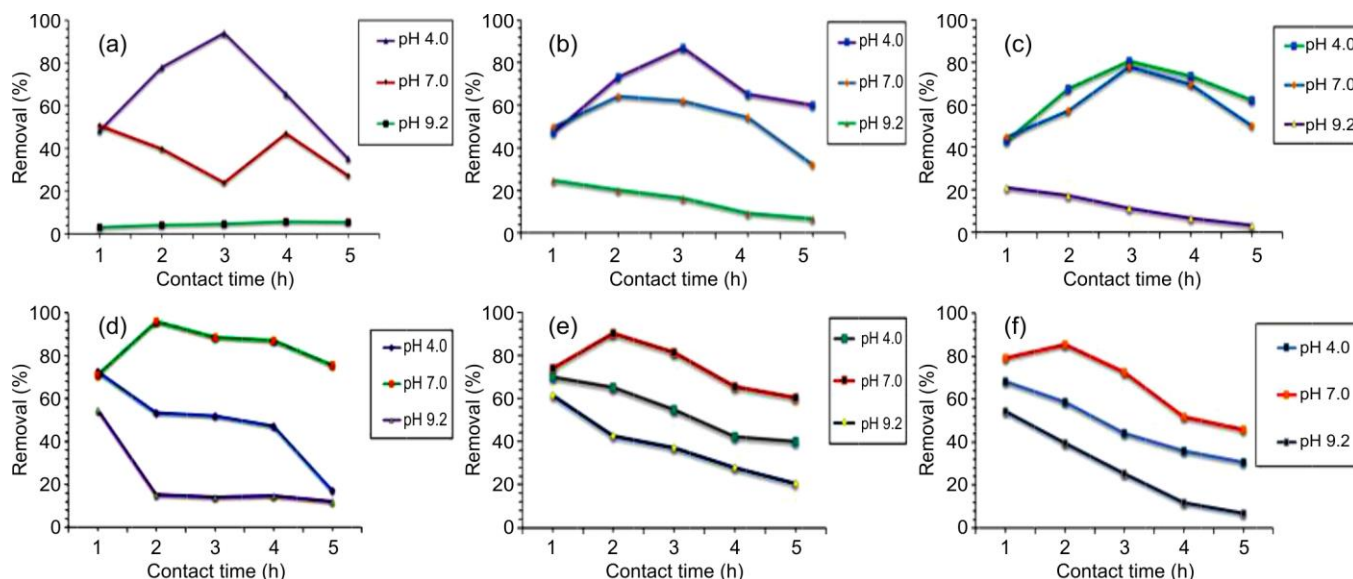 (a)
Removal (%)
100
80
60
40
20
0
1 2 3 4 5
Contact time (h)
pH 4.0
pH 7.0
pH 9.2
(b)
Removal (%)
100
80
60
40
20
0
1 2 3 4 5
Contact time (h)
pH 4.0
pH 7.0
pH 9.2
(c)
Removal (%)
100
80
60
40
20
0
1 2 3 4 5
Contact time (h)
pH 4.0
pH 7.0
pH 9.2
(d)
Removal (%)
100
80
60
40
20
0
1 2 3 4 5
Contact time (h)
pH 4.0
pH 7.0
pH 9.2
(e)
Removal (%)
100
80
60
40
20
0
1 2 3 4 5
Contact time (h)
pH 4.0
pH 7.0
pH 9.2
(f)
Removal (%)
100
80
60
40
20
0
1 2 3 4 5
Contact time (h)
pH 4.0
pH 7.0
pH 9.2